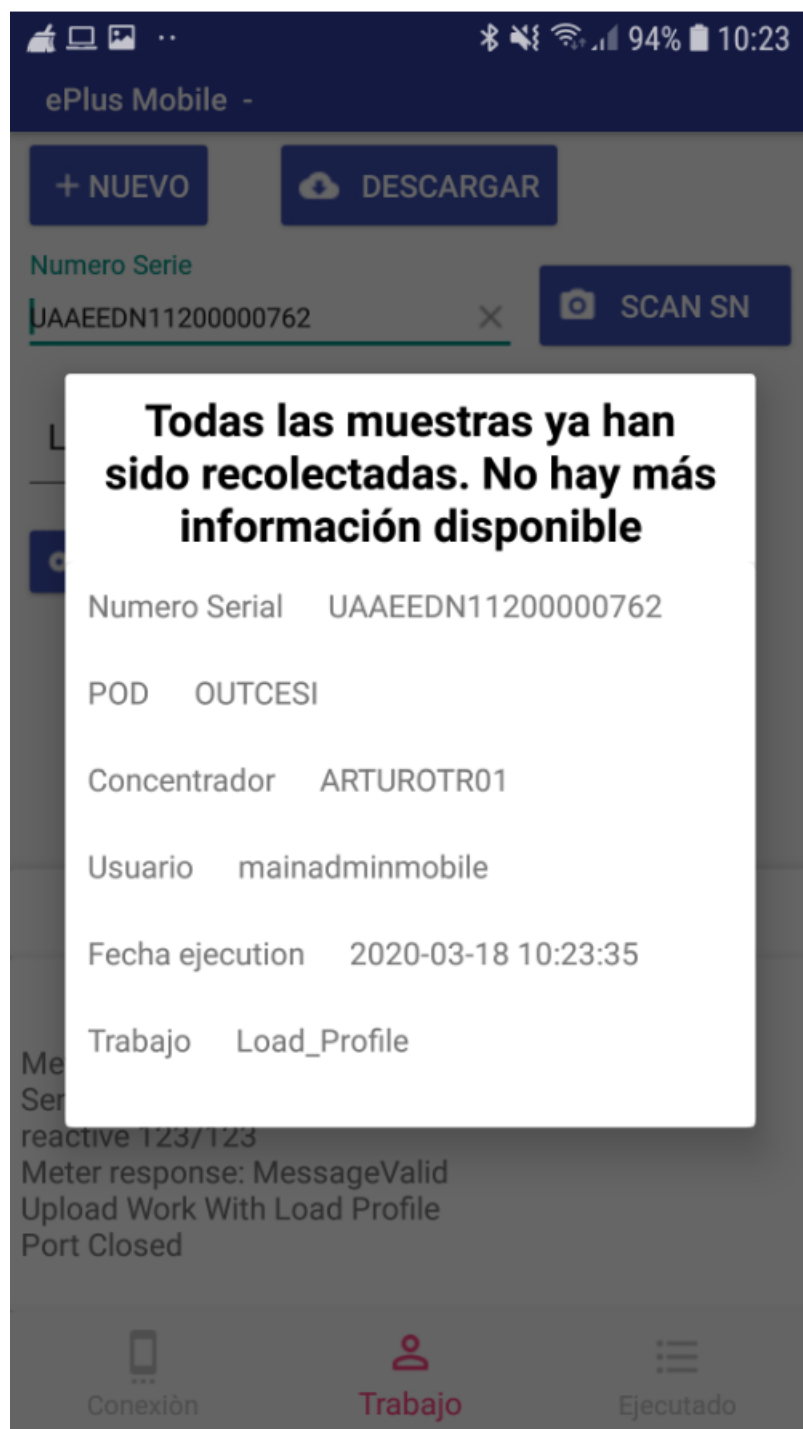 94% 10:23
ePlus Mobile -
+ NUEVO
DESCARGAR
Numero Serie
UAAEEDN11200000762
SCAN SN
L
Todas las muestras ya han
sido recolectadas. No hay más
información disponible
Numero Serial UAAEEDN11200000762
POD OUTCESI
Concentrador ARTUROTR01
Usuario mainadminmobile
Fecha ejecution 2020-03-18 10:23:35
Trabajo Load_Profile
Me
Ser
reactive 123/123
Meter response: MessageValid
Upload Work With Load Profile
Port Closed
Conexiòn
Trabajo
Ejecutado